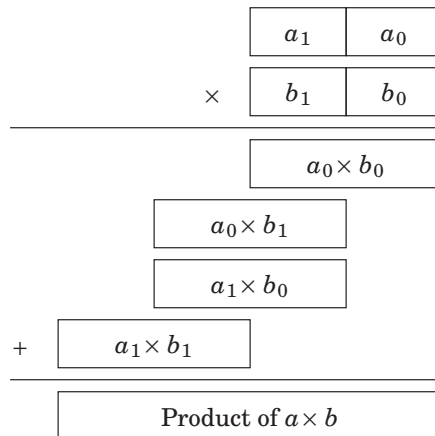 a₁ a₀
× b₁ b₀
a₀ × b₀
a₀ × b₁
a₁ × b₀
+ a₁ × b₁
Product of a × b